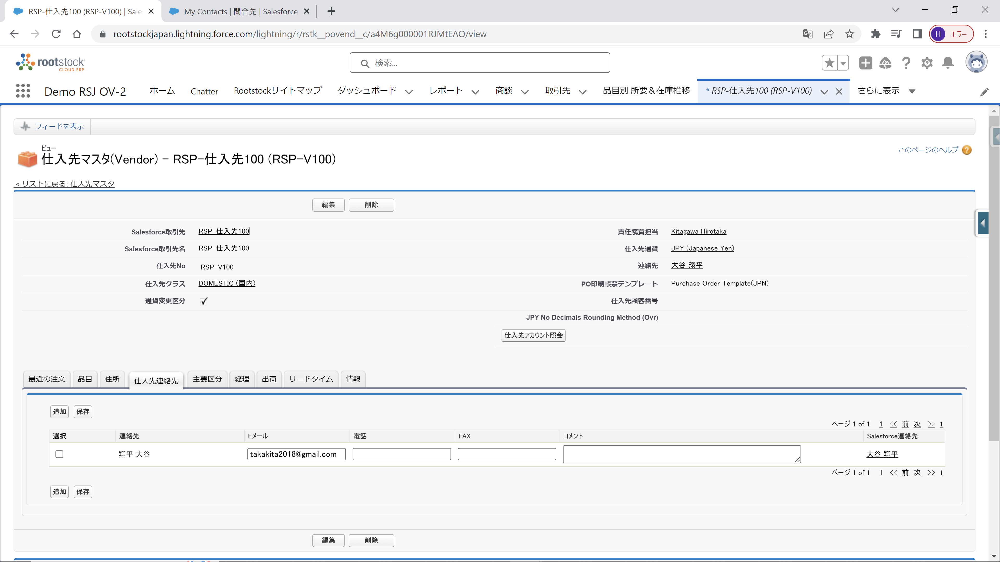 RSP-仕入先100 (RSP-V100) | Sale
My Contacts | 問合先 | Salesforce
rootstockjapan.lightning.force.com/lightning/r/rstk__povend__c/a4M6g000001RJMtEAO/view
H エラー
rootstock
CLOUD ERP
検索...
Demo RSJ OV-2 ホーム Chatter Rootstockサイトマップ ダッシュボード レポート 商談 取引先 品目別 所要＆在庫推移 * RSP-仕入先100 (RSP-V100) さらに表示
フィードを表示
ビュー
仕入先マスタ(Vendor) - RSP-仕入先100 (RSP-V100)
このページのヘルプ ?
« リストに戻る: 仕入先マスタ
編集 削除
Salesforce取引先 RSP-仕入先100 責任購買担当 Kitagawa Hirotaka
Salesforce取引先名 RSP-仕入先100 仕入先通貨 JPY (Japanese Yen)
仕入先No RSP-V100 連絡先 大谷 翔平
仕入先クラス DOMESTIC (国内) PO印刷帳票テンプレート Purchase Order Template(JPN)
通貨変更区分 仕入先顧客番号
JPY No Decimals Rounding Method (Ovr)
仕入先アカウント照会
最近の注文 品目 住所 仕入先連絡先 主要区分 経理 出荷 リードタイム 情報
追加 保存
ページ 1 of 1 1 << 前 次 >> 1
選択 連絡先 Eメール 電話 FAX コメント Salesforce連絡先
翔平 大谷 takakita2018@gmail.com 大谷 翔平
ページ 1 of 1 1 << 前 次 >> 1
追加 保存
編集 削除